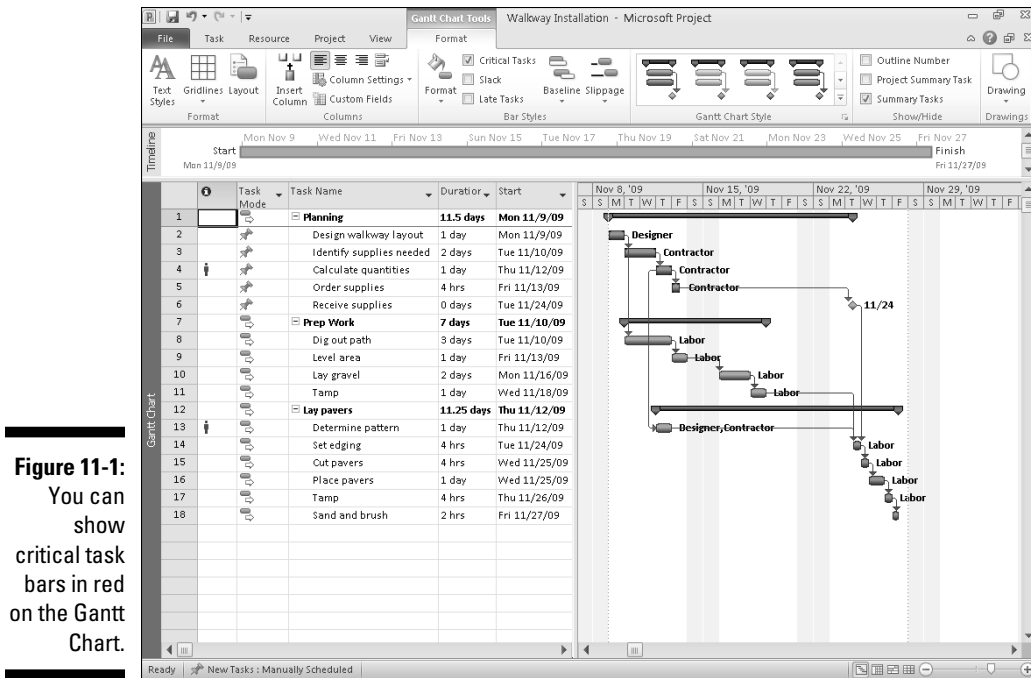 Gantt Chart Tools
Walkway Installation - Microsoft Project
File Task Resource Project View Format
Text Styles
Gridlines
Layout
Format
Insert Column
Column Settings
Custom Fields
Columns
Format
Critical Tasks
Slack
Late Tasks
Baseline
Slippage
Bar Styles
Gantt Chart Style
Outline Number
Project Summary Task
Summary Tasks
Show/Hide
Drawing
Drawings
Timeline
Mon Nov 9 Wed Nov 11 Fri Nov 13 Sun Nov 15 Tue Nov 17 Thu Nov 19 Sat Nov 21 Mon Nov 23 Wed Nov 25 Fri Nov 27
Start
Mon 11/9/09
Finish
Fri 11/27/09
Gantt Chart
Task Mode Task Name Duration Start
Nov 8, '09 Nov 15, '09 Nov 22, '09 Nov 29, '09
S S M T W T F S S M T W T F S S M T W T F S S M T W T F
1 Planning 11.5 days Mon 11/9/09
2 Design walkway layout 1 day Mon 11/9/09 Designer
3 Identify supplies needed 2 days Tue 11/10/09 Contractor
4 Calculate quantities 1 day Thu 11/12/09 Contractor
5 Order supplies 4 hrs Fri 11/13/09 Contractor
6 Receive supplies 0 days Tue 11/24/09 11/24
7 Prep Work 7 days Tue 11/10/09
8 Dig out path 3 days Tue 11/10/09 Labor
9 Level area 1 day Fri 11/13/09 Labor
10 Lay gravel 2 days Mon 11/16/09 Labor
11 Tamp 1 day Wed 11/18/09 Labor
12 Lay pavers 11.25 days Thu 11/12/09
13 Determine pattern 1 day Thu 11/12/09 Designer,Contractor
14 Set edging 4 hrs Tue 11/24/09 Labor
15 Cut pavers 4 hrs Wed 11/25/09 Labor
16 Place pavers 1 day Wed 11/25/09 Labor
17 Tamp 4 hrs Thu 11/26/09 Labor
18 Sand and brush 2 hrs Fri 11/27/09
Ready New Tasks : Manually Scheduled
Figure 11-1:
You can
show
critical task
bars in red
on the Gantt
Chart.